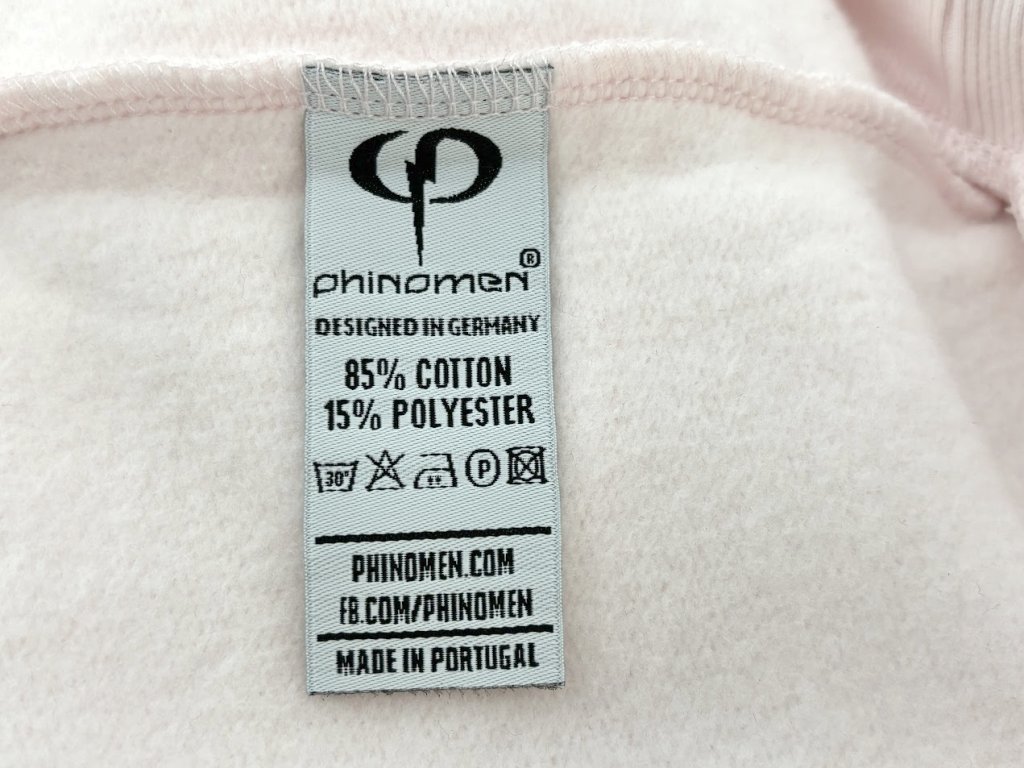 phinomen®
DESIGNED IN GERMANY
85% COTTON
15% POLYESTER
30° P
PHINOMEN.COM
FB.COM/PHINOMEN
MADE IN PORTUGAL